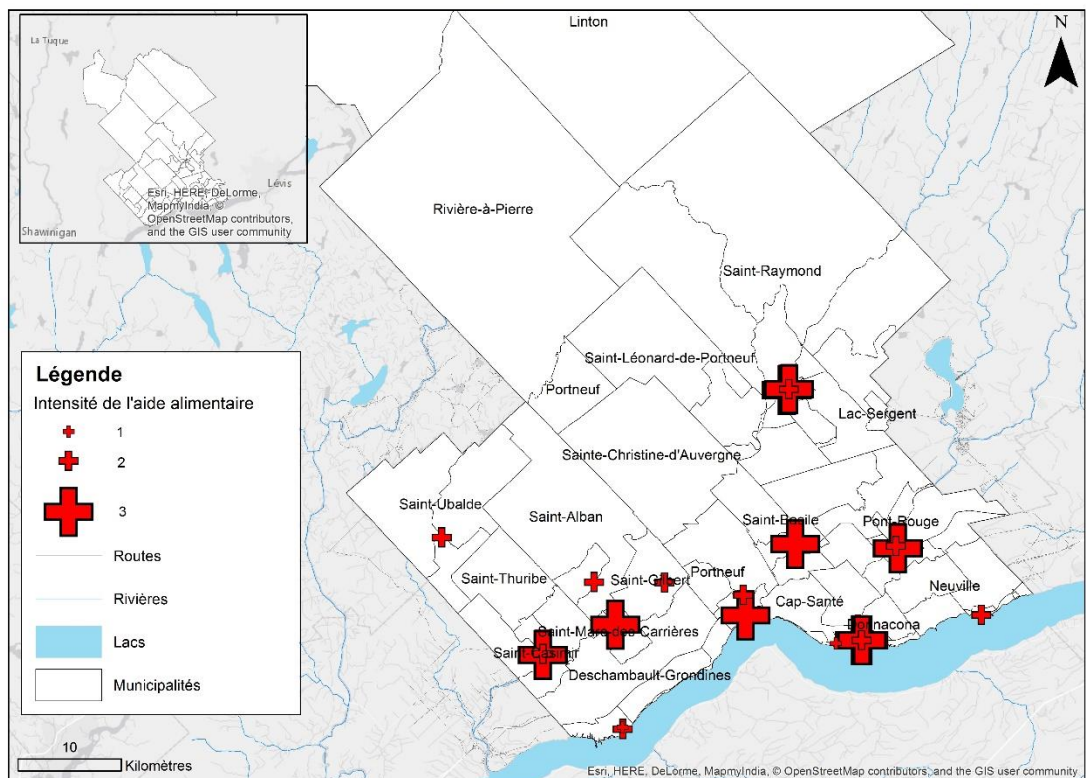 La Tuque
Lévis
Esri, HERE, DeLorme,
MapmyIndia, ©
OpenStreetMap contributors,
and the GIS user community
Shawinigan
Linton
N
Rivière-à-Pierre
Saint-Raymond
Saint-Léonard-de-Portneuf
Portneuf
Lac-Sergent
Sainte-Christine-d'Auvergne
Saint-Ubalde
Saint-Alban
Saint-Basile
Pont-Rouge
Saint-Thuribe
Saint-Gilbert
Portneuf
Neuville
Cap-Santé
Donnacona
Saint-Marc-des-Carrières
Saint-Casimir
Deschambault-Grondines
Légende
Intensité de l'aide alimentaire
1
2
3
Routes
Rivières
Lacs
Municipalités
10
Kilomètres
Esri, HERE, DeLorme, MapmyIndia, © OpenStreetMap contributors, and the GIS user community